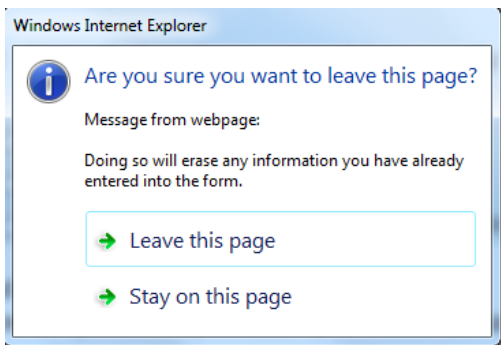 Windows Internet Explorer
Are you sure you want to leave this page?
Message from webpage:
Doing so will erase any information you have already
entered into the form.
Leave this page
Stay on this page